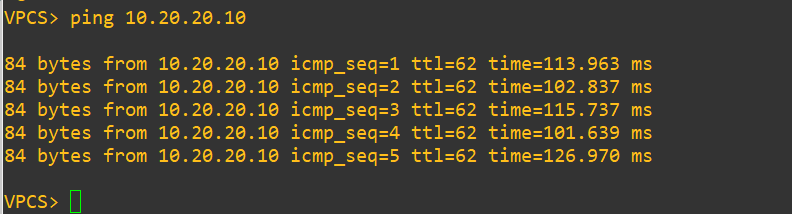 VPCS> ping 10.20.20.10
84 bytes from 10.20.20.10 icmp_seq=1 ttl=62 time=113.963 ms
84 bytes from 10.20.20.10 icmp_seq=2 ttl=62 time=102.837 ms
84 bytes from 10.20.20.10 icmp_seq=3 ttl=62 time=115.737 ms
84 bytes from 10.20.20.10 icmp_seq=4 ttl=62 time=101.639 ms
84 bytes from 10.20.20.10 icmp_seq=5 ttl=62 time=126.970 ms
VPCS>